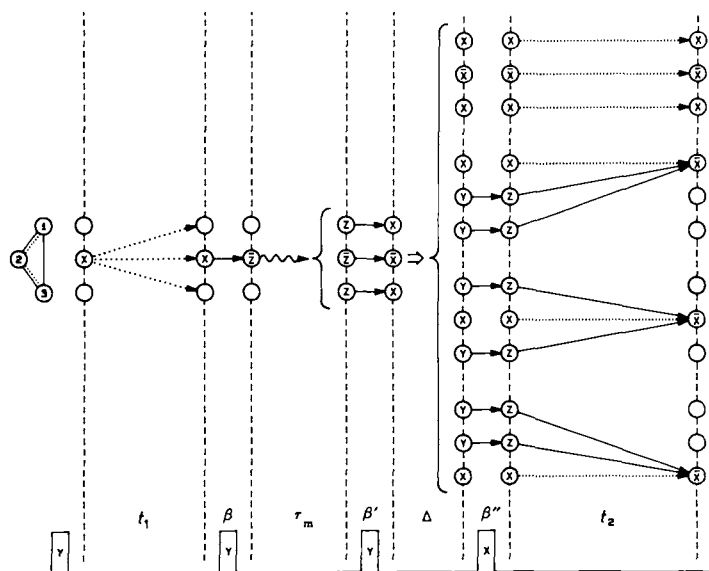 X X X
X̄ X̄ X̄
X X X
X X X̄
Y Z
1 Z X Y Z
2 X X Z̄ Z̄ X̄
3 Z X Y Z
X X X̄
Y Z
Y Z
Y Z
X X X̄
t₁ β τₘ β′ Δ β″ t₂
Y Y Y X